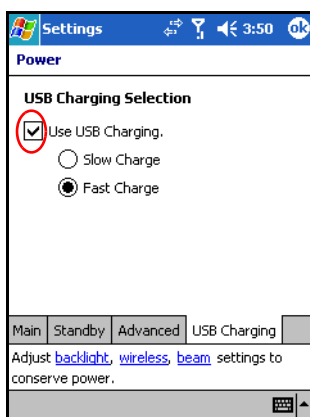 Settings 3:50 ok
Power
USB Charging Selection
Use USB Charging.
Slow Charge
Fast Charge
Main Standby Advanced USB Charging
Adjust backlight, wireless, beam settings to
conserve power.